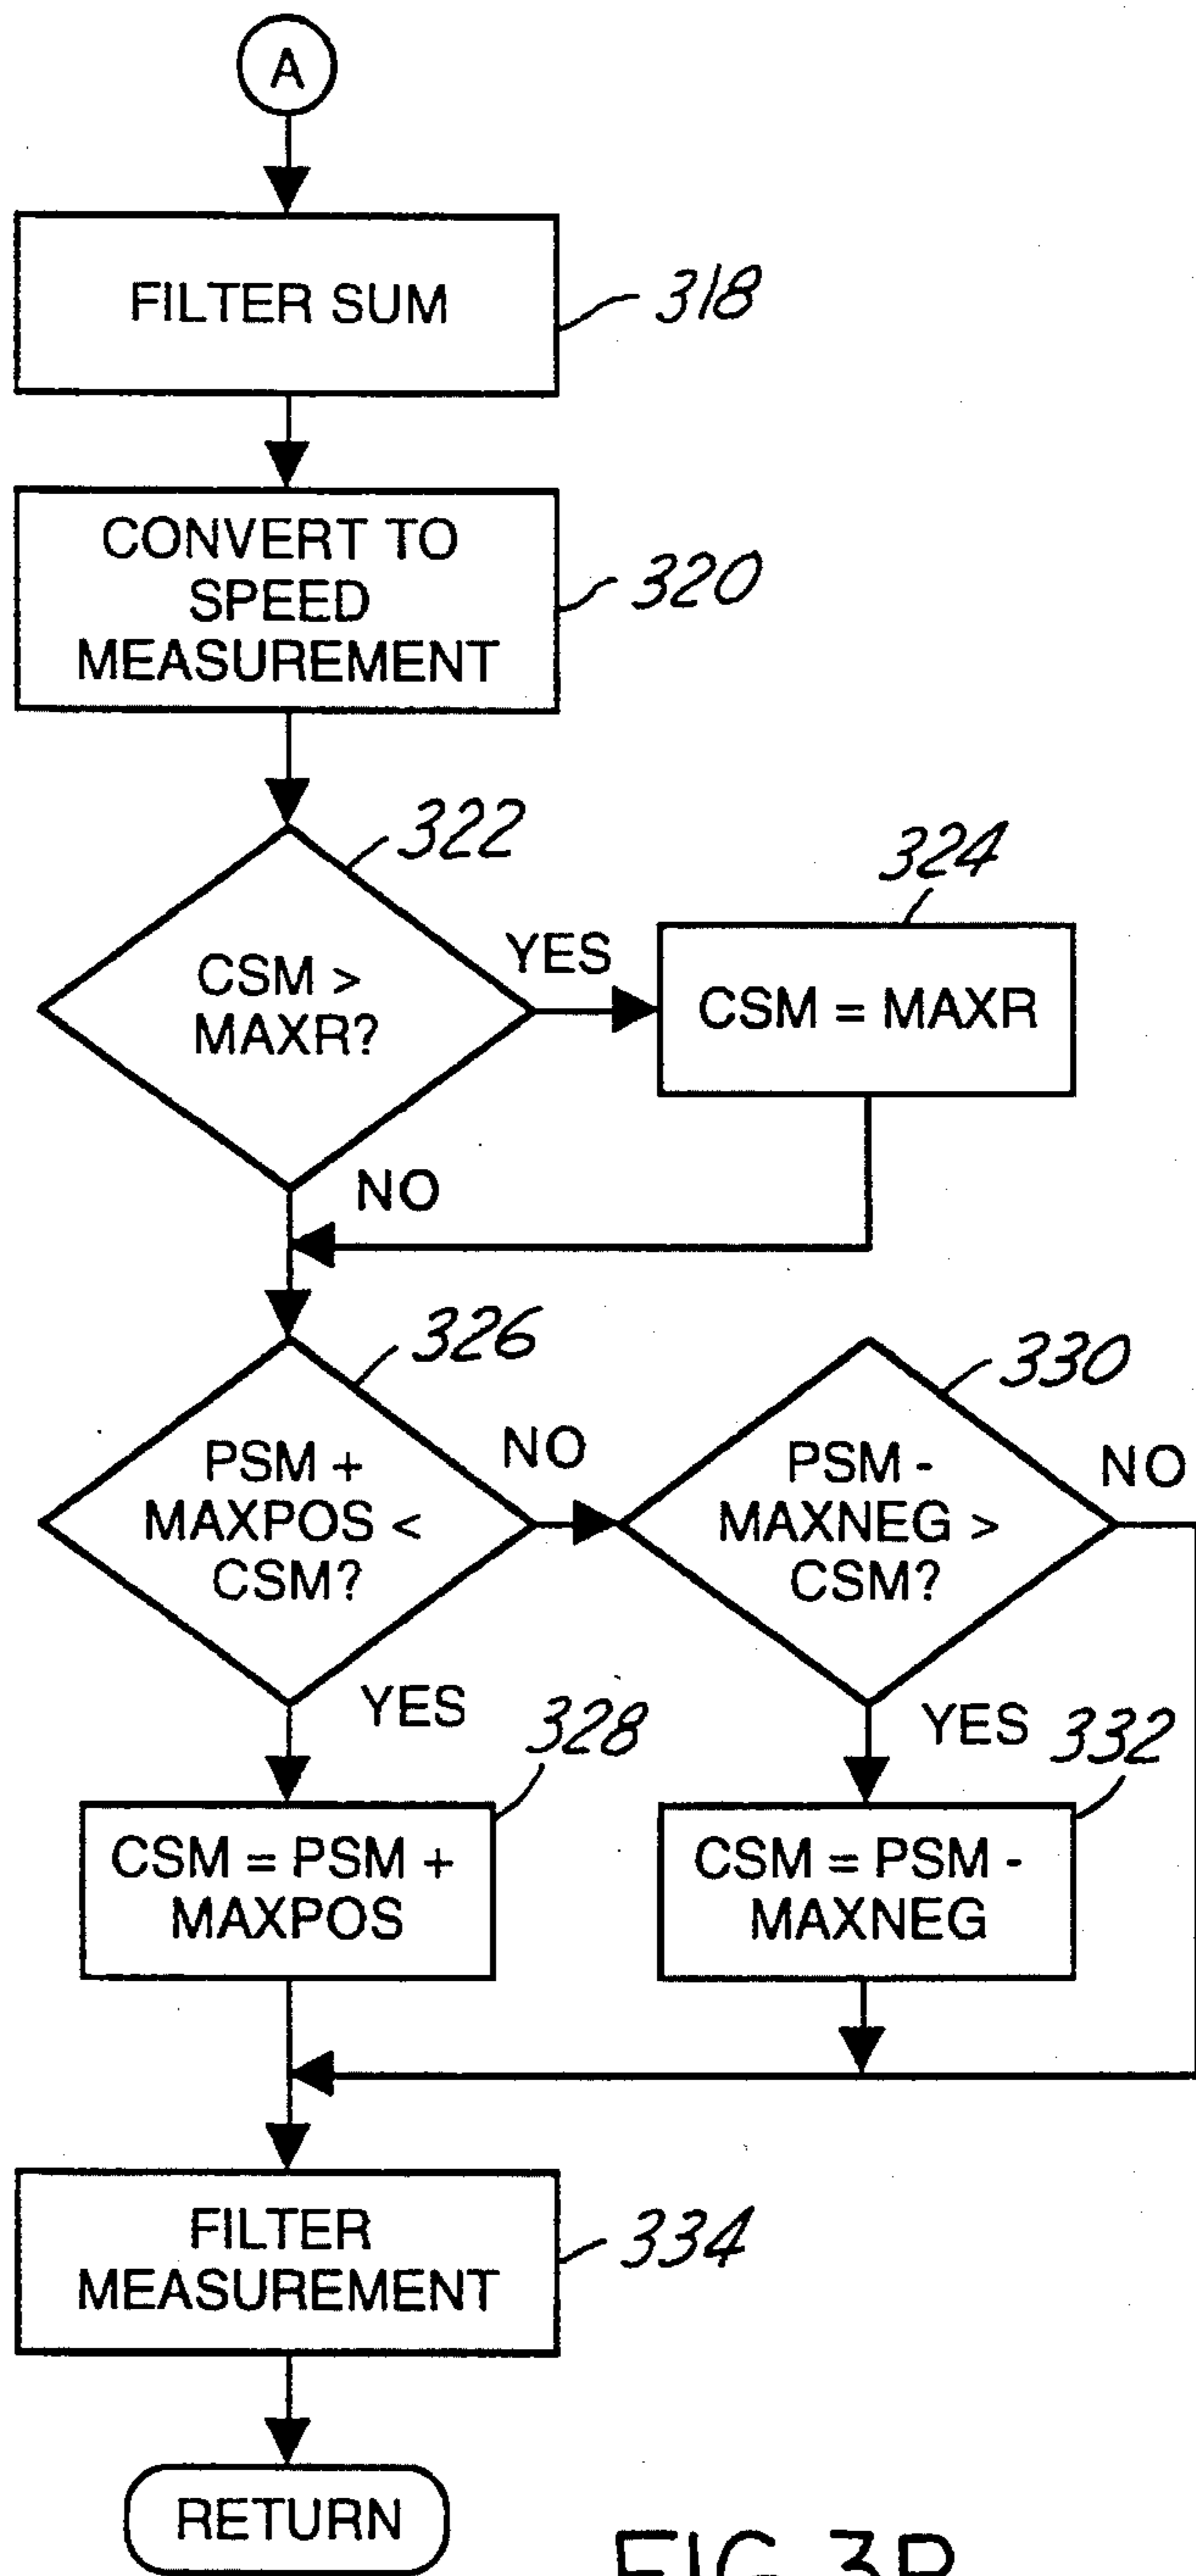 A
FILTER SUM
318
CONVERT TO
SPEED
MEASUREMENT
320
322
CSM >
MAXR?
YES
324
CSM = MAXR
NO
326
PSM +
MAXPOS <
CSM?
NO
330
PSM -
MAXNEG >
CSM?
NO
YES
328
CSM = PSM +
MAXPOS
YES
332
CSM = PSM -
MAXNEG
FILTER
MEASUREMENT
334
RETURN
FIG. 3B